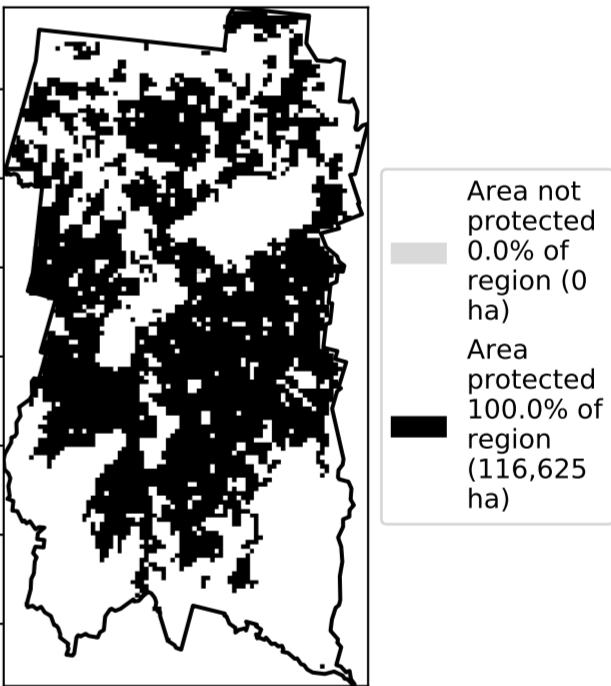 Area not
protected
0.0% of
region (0
ha)
Area
protected
100.0% of
region
(116,625
ha)